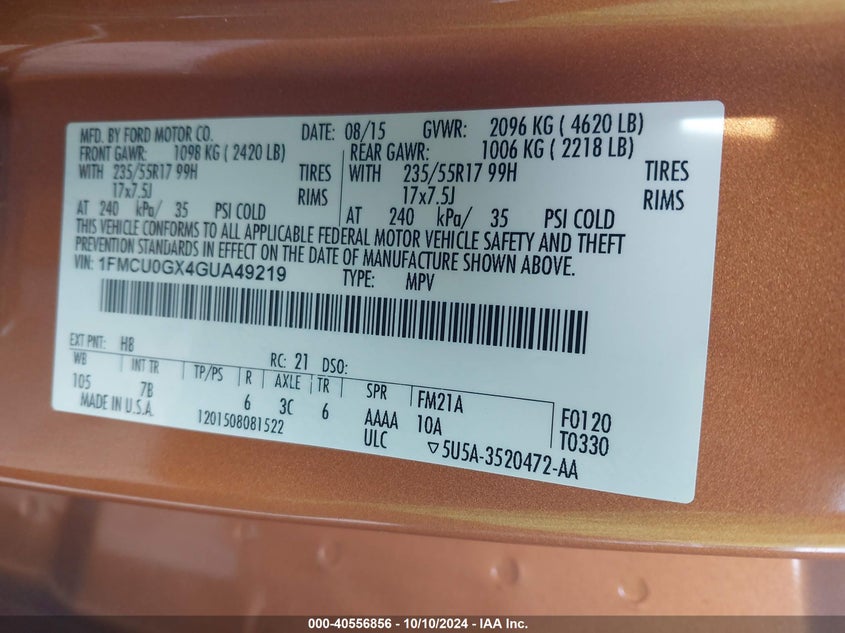 MFD. BY FORD MOTOR CO. DATE: 08/15 GVWR: 2096 KG ( 4620 LB)
FRONT GAWR: 1098 KG ( 2420 LB) REAR GAWR: 1006 KG ( 2218 LB)
WITH 235/55R17 99H TIRES WITH 235/55R17 99H TIRES
17x7.5J RIMS 17x7.5J RIMS
AT 240 kPa/ 35 PSI COLD AT 240 kPa/ 35 PSI COLD
THIS VEHICLE CONFORMS TO ALL APPLICABLE FEDERAL MOTOR VEHICLE SAFETY AND THEFT
PREVENTION STANDARDS IN EFFECT ON THE DATE OF MANUFACTURE SHOWN ABOVE.
VIN: 1FMCU0GX4GUA49219 TYPE: MPV
EXT PNT: H8 RC: 21 DSO:
WB INT TR TP/PS R AXLE TR SPR FM21A F0120
105 7B 6 3C 6 AAAA 10A T0330
MADE IN U.S.A. 1201508081522 ULC ▽5U5A-3520472-AA
000-40556856 - 10/10/2024 - IAA Inc.